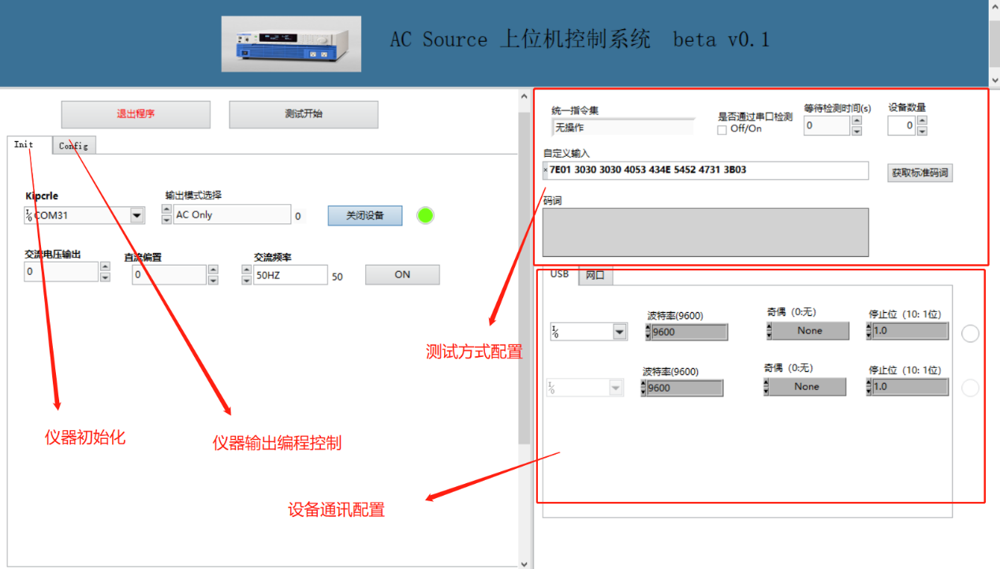 AC Source 上位机控制系统 beta v0.1
退出程序
测试开始
Init
Config
Kipcrle
输出模式选择
COM31
AC Only
0
关闭设备
交流电压输出
直流偏置
交流频率
0
0
50HZ
50
ON
仪器初始化
仪器输出编程控制
测试方式配置
设备通讯配置
统一指令集
无操作
是否通过串口检测
Off/On
等待检测时间(s)
0
设备数量
0
自定义输入
7E01 3030 3030 4053 434E 5452 4731 3B03
获取标准码词
码词
USB
网口
波特率(9600)
奇偶 (0:无)
停止位 (10: 1位)
9600
None
1.0
波特率(9600)
奇偶 (0:无)
停止位 (10: 1位)
9600
None
1.0